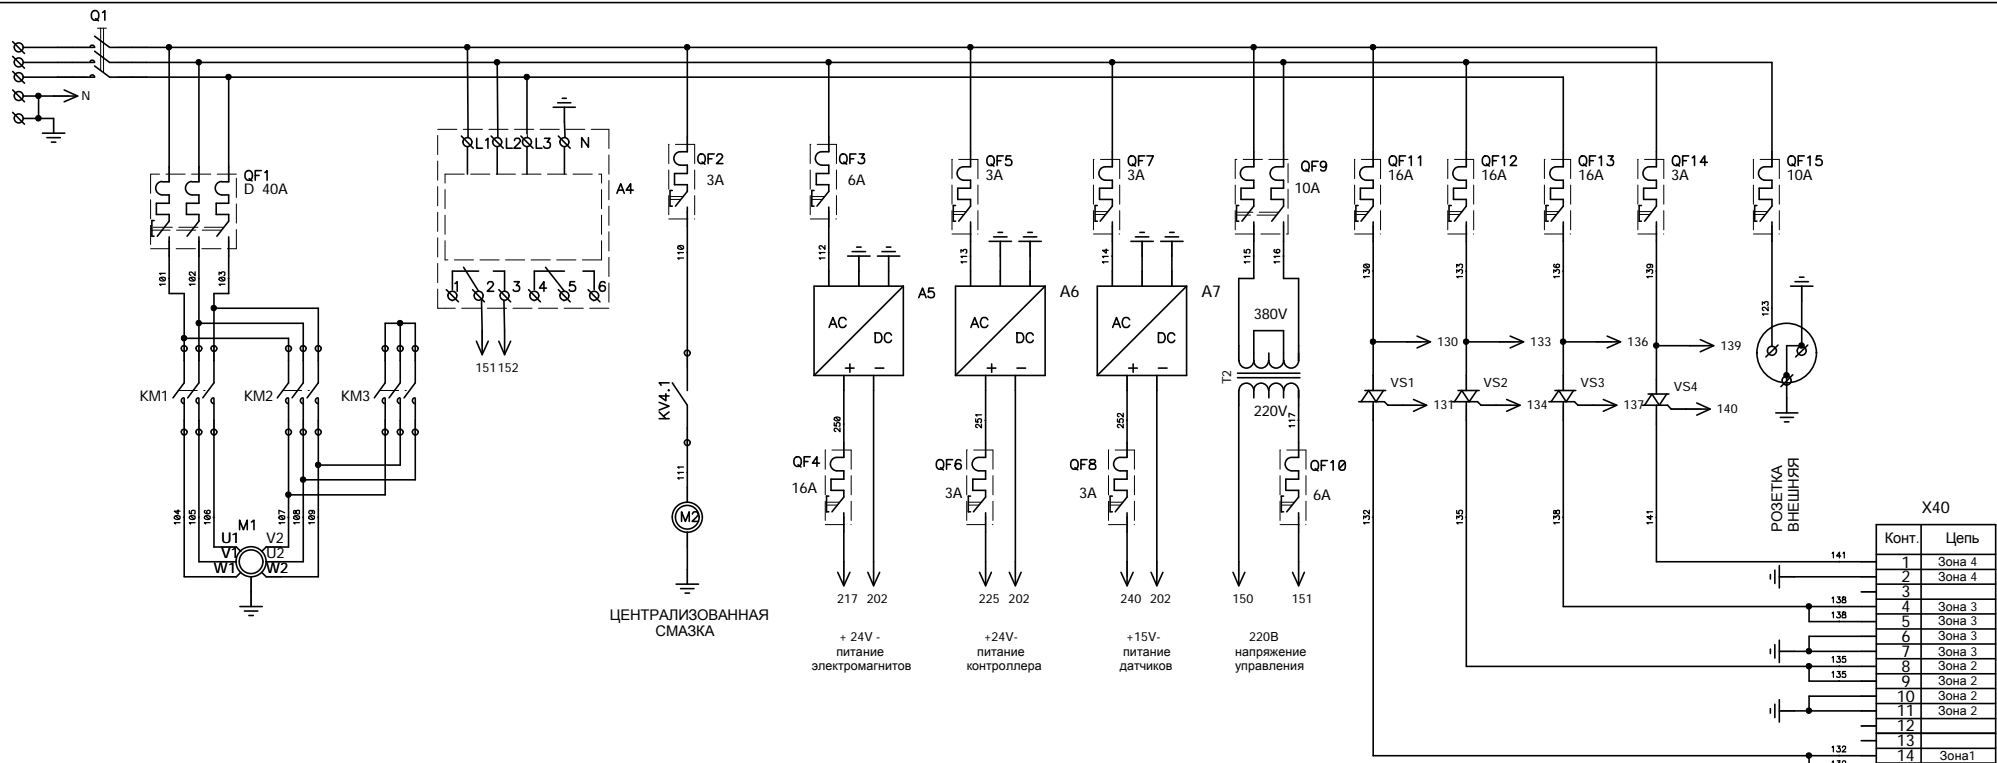 Q1
N
QF1
D 40A
101
102
103
KM1
KM2
KM3
104
105
106
107
108
109
M1
U1
V2
V1
U2
W1
W2
L1
L2
L3
N
A4
1
2
3
4
5
6
151
152
QF2
3A
110
KV4.1
111
M2
ЦЕНТРАЛИЗОВАННАЯ
СМАЗКА
QF3
6A
112
A5
AC
DC
+ −
250
QF4
16A
217
202
+ 24V -
питание
электромагнитов
QF5
3A
113
A6
AC
DC
+ −
251
QF6
3A
225
202
+24V-
питание
контроллера
QF7
3A
114
A7
AC
DC
+ −
252
QF8
3A
240
202
+15V-
питание
датчиков
QF9
10A
115
116
380V
T2
220V
117
QF10
6A
150
151
220В
напряжение
управления
QF11
16A
130
130
VS1
131
132
QF12
16A
133
133
VS2
134
135
QF13
16A
136
136
VS3
137
138
QF14
3A
139
139
VS4
140
141
QF15
10A
123
РОЗЕТКА
ВНЕШНЯЯ
X40
Конт. Цепь
141 1 Зона 4
2 Зона 4
3
138 4 Зона 3
138 5 Зона 3
6 Зона 3
7 Зона 3
135 8 Зона 2
135 9 Зона 2
10 Зона 2
11 Зона 2
12
13
132 14 Зона1